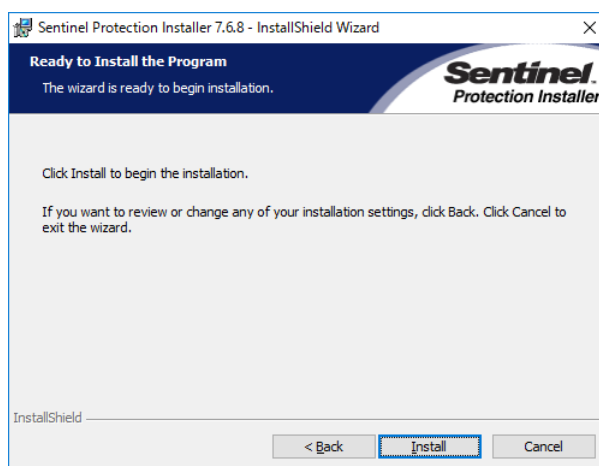 Sentinel Protection Installer 7.6.8 - InstallShield Wizard
Ready to Install the Program
The wizard is ready to begin installation.
Sentinel.
Protection Installer
Click Install to begin the installation.
If you want to review or change any of your installation settings, click Back. Click Cancel to
exit the wizard.
InstallShield
< Back
Install
Cancel